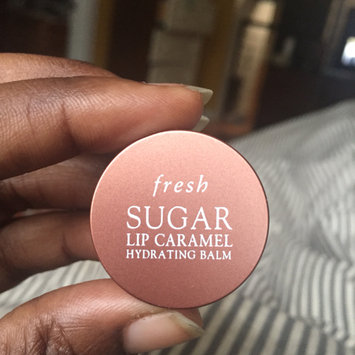 fresh
SUGAR
LIP CARAMEL
HYDRATING BALM